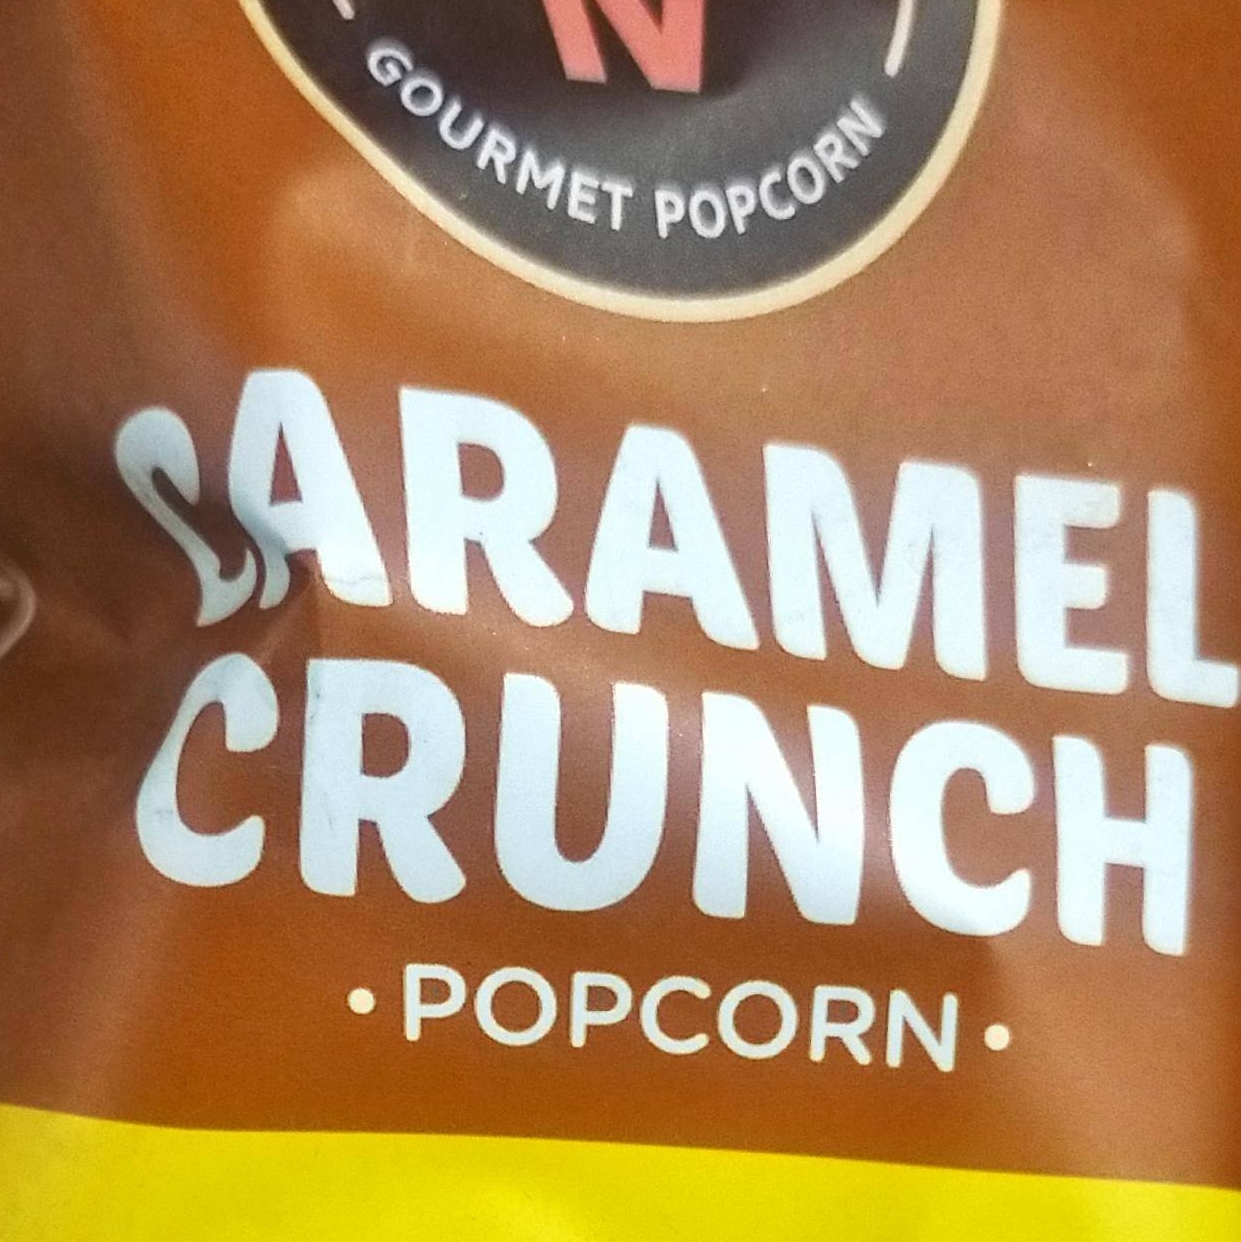 N
GOURMET POPCORN
CARAMEL
CRUNCH
• POPCORN •